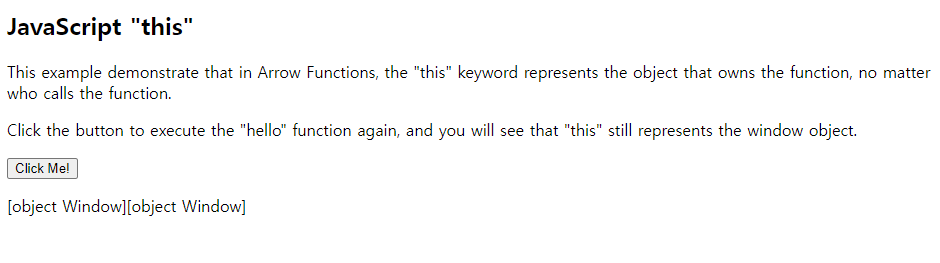 JavaScript "this"
This example demonstrate that in Arrow Functions, the "this" keyword represents the object that owns the function, no matter
who calls the function.
Click the button to execute the "hello" function again, and you will see that "this" still represents the window object.
Click Me!
[object Window][object Window]